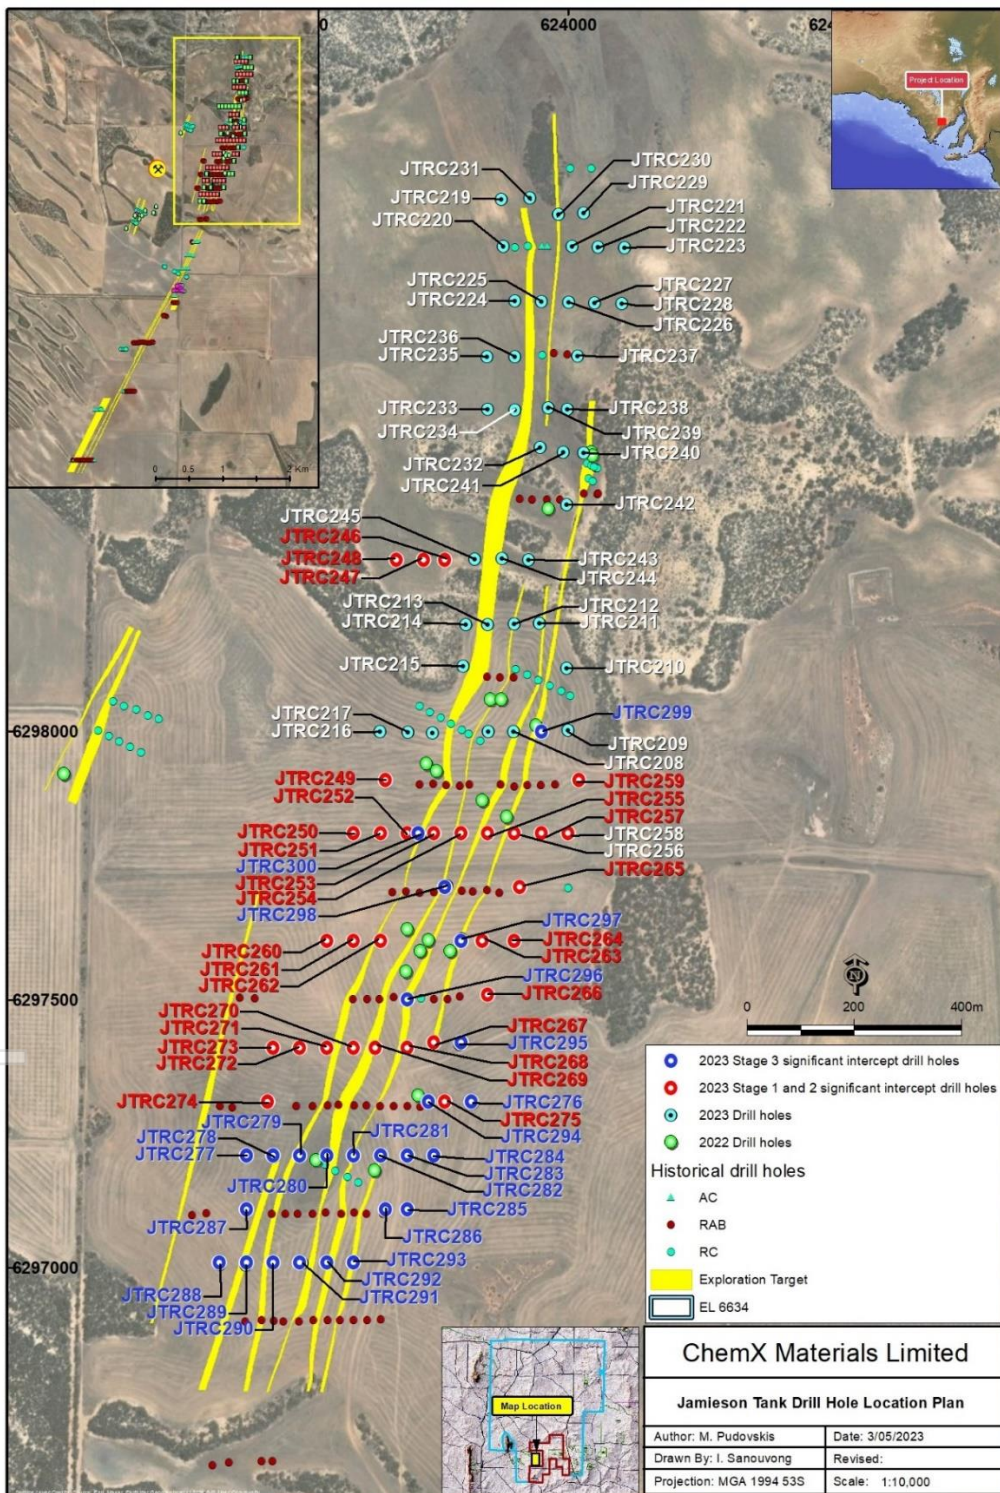 0
624000
624
Project Location
0 0.5 1 2 Km
JTRC231
JTRC230
JTRC219
JTRC229
JTRC220
JTRC221
JTRC222
JTRC223
JTRC225
JTRC227
JTRC224
JTRC228
JTRC226
JTRC236
JTRC235
JTRC237
JTRC233
JTRC238
JTRC234
JTRC239
JTRC232
JTRC240
JTRC241
JTRC242
JTRC245
JTRC246
JTRC248
JTRC243
JTRC247
JTRC244
JTRC213
JTRC212
JTRC214
JTRC211
JTRC215
JTRC210
JTRC217
JTRC299
6298000
JTRC216
JTRC209
JTRC208
JTRC249
JTRC259
JTRC252
JTRC255
JTRC250
JTRC257
JTRC251
JTRC258
JTRC300
JTRC256
JTRC253
JTRC265
JTRC254
JTRC298
JTRC297
JTRC260
JTRC264
JTRC261
JTRC263
JTRC262
JTRC296
6297500
JTRC266
JTRC270
JTRC271
JTRC267
JTRC273
JTRC295
JTRC272
JTRC268
JTRC269
JTRC274
JTRC276
JTRC279
JTRC275
JTRC278
JTRC281
JTRC294
JTRC277
JTRC284
JTRC280
JTRC283
JTRC282
JTRC287
JTRC285
JTRC286
6297000
JTRC293
JTRC288
JTRC292
JTRC289
JTRC291
JTRC290
N
0 200 400m
2023 Stage 3 significant intercept drill holes
2023 Stage 1 and 2 significant intercept drill holes
2023 Drill holes
2022 Drill holes
Historical drill holes
AC
RAB
RC
Exploration Target
EL 6634
Map Location
ChemX Materials Limited
Jamieson Tank Drill Hole Location Plan
Author: M. Pudovskis
Date: 3/05/2023
Drawn By: I. Sanouvong
Revised:
Projection: MGA 1994 53S
Scale: 1:10,000